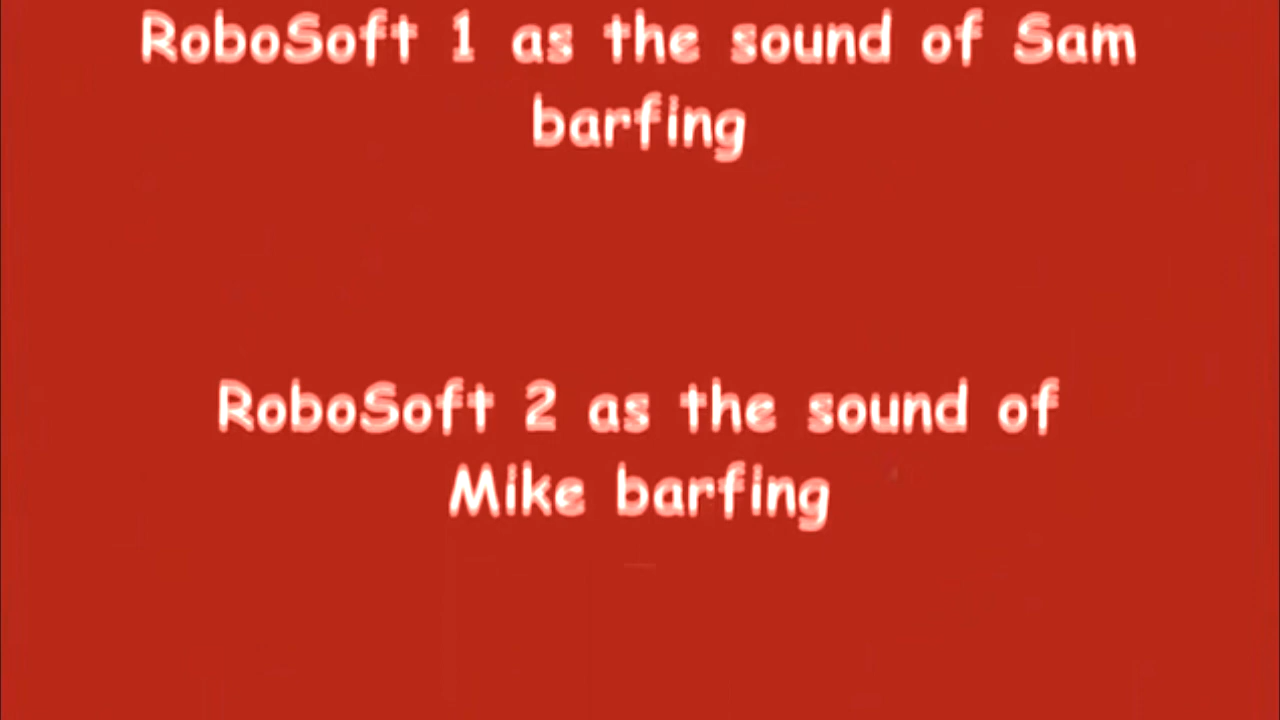 RoboSoft 1 as the sound of Sam
barfing
RoboSoft 2 as the sound of
Mike barfing